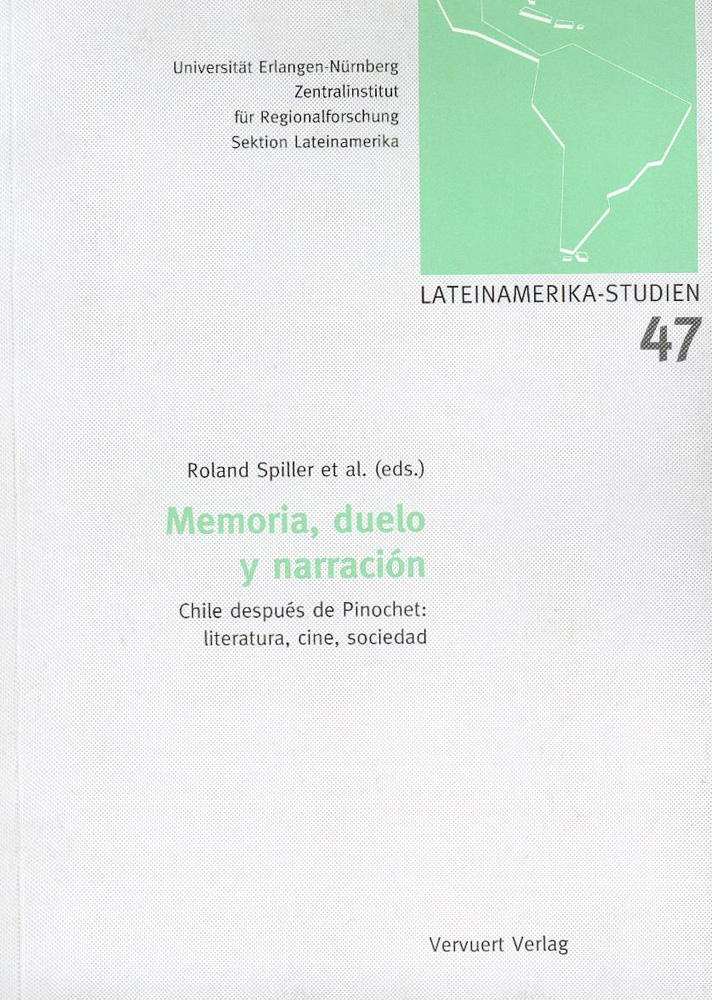 Universität Erlangen-Nürnberg
Zentralinstitut
für Regionalforschung
Sektion Lateinamerika
LATEINAMERIKA-STUDIEN
47
Roland Spiller et al. (eds.)
Memoria, duelo
y narración
Chile después de Pinochet:
literatura, cine, sociedad
Vervuert Verlag